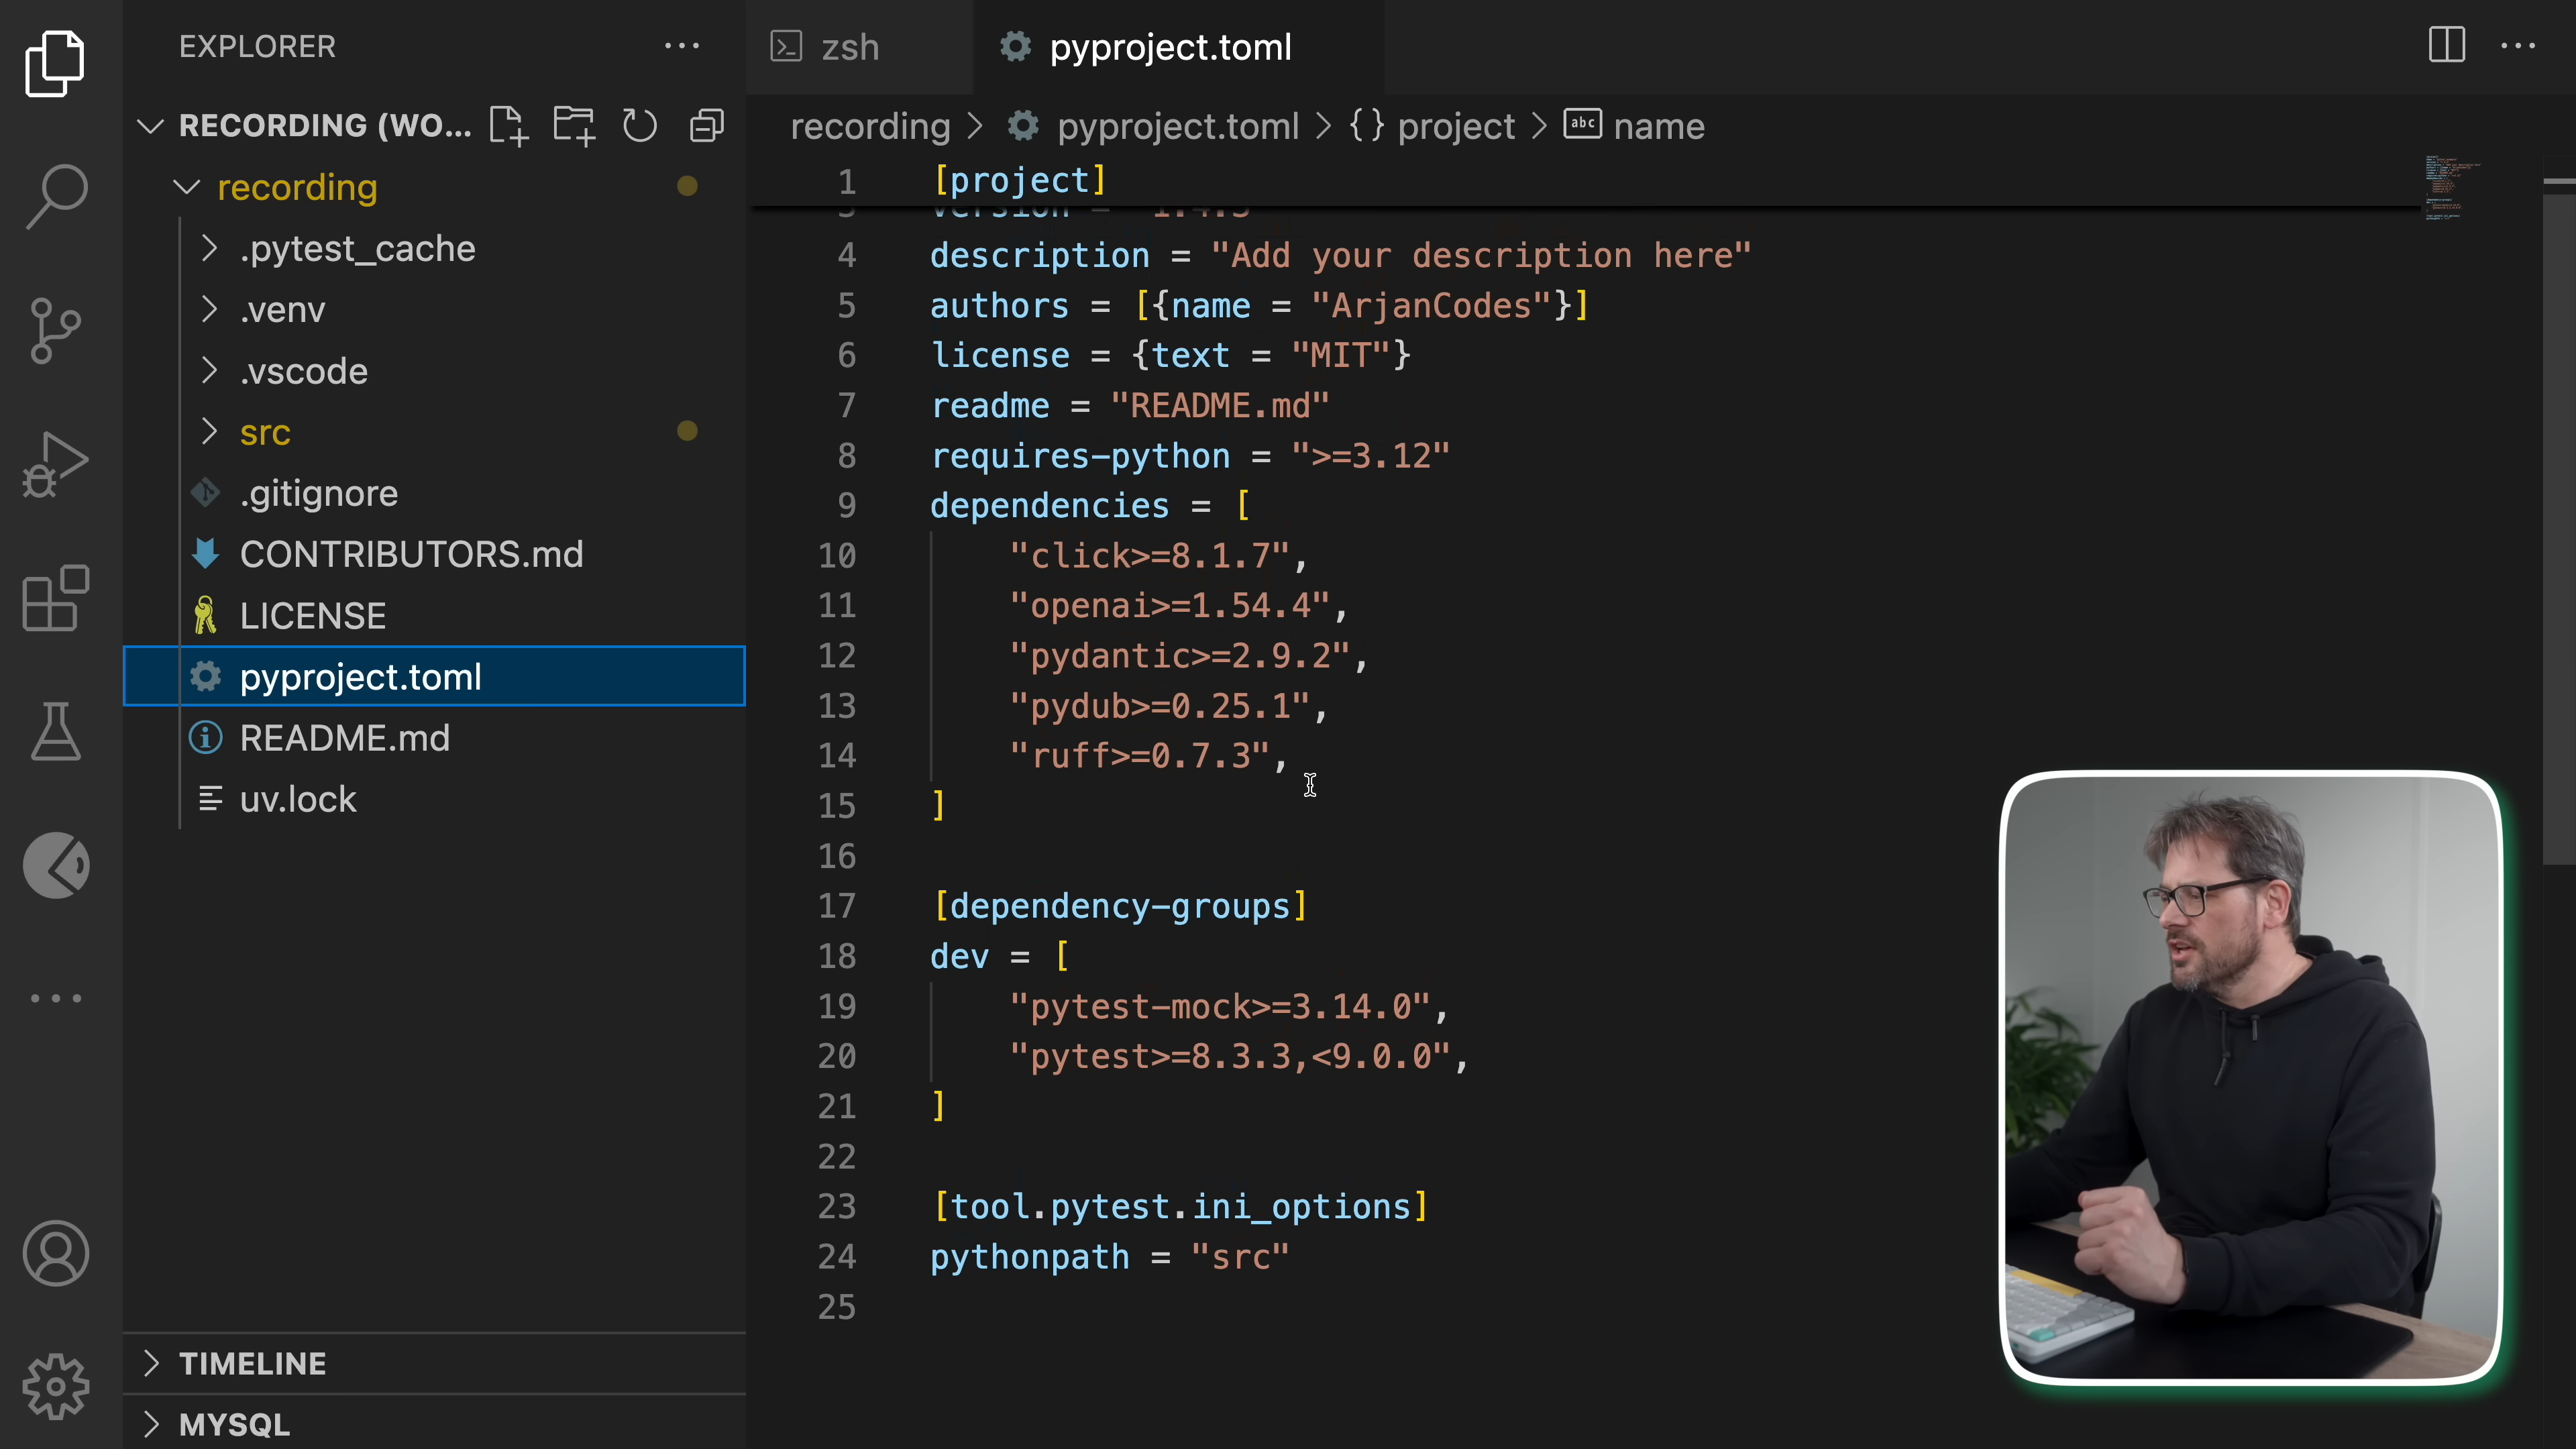 EXPLORER
RECORDING (WO...
recording
.pytest_cache
.venv
.vscode
src
.gitignore
CONTRIBUTORS.md
LICENSE
pyproject.toml
README.md
uv.lock
TIMELINE
MYSQL
zsh
pyproject.toml
recording > pyproject.toml > {} project > abc name
1 [project]
4 description = "Add your description here"
5 authors = [{name = "ArjanCodes"}]
6 license = {text = "MIT"}
7 readme = "README.md"
8 requires-python = ">=3.12"
9 dependencies = [
10 "click>=8.1.7",
11 "openai>=1.54.4",
12 "pydantic>=2.9.2",
13 "pydub>=0.25.1",
14 "ruff>=0.7.3",
15 ]
16
17 [dependency-groups]
18 dev = [
19 "pytest-mock>=3.14.0",
20 "pytest>=8.3.3,<9.0.0",
21 ]
22
23 [tool.pytest.ini_options]
24 pythonpath = "src"
25